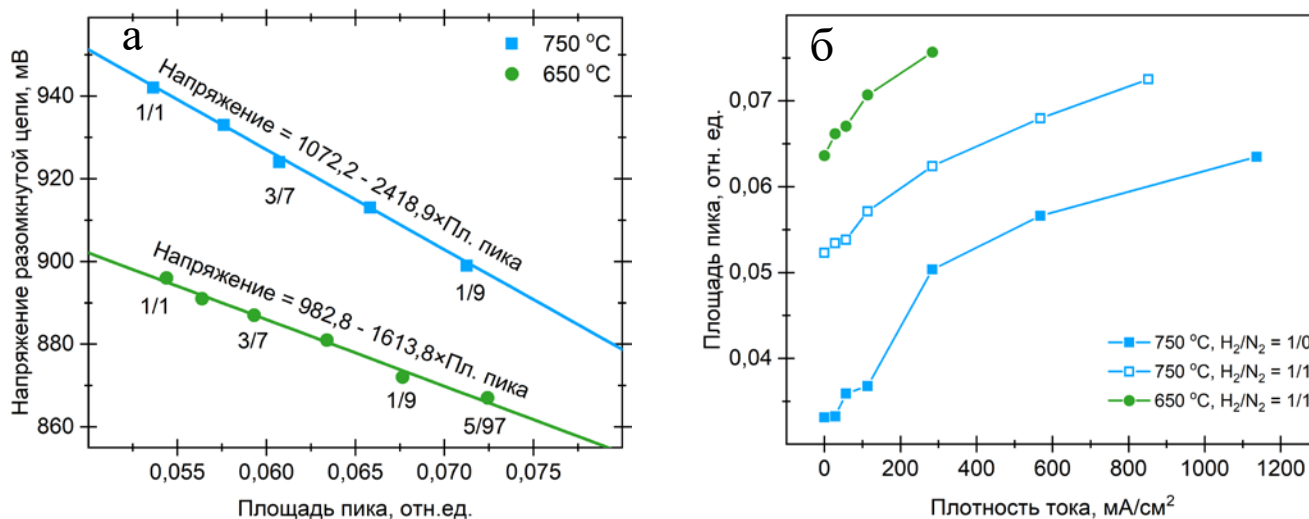 а
750 °C
650 °C
Напряжение = 1072,2 - 2418,9×Пл. пика
Напряжение = 982,8 - 1613,8×Пл. пика
1/1
3/7
1/9
1/1
3/7
1/9
5/97
940
920
900
880
860
Напряжение разомкнутой цепи, мВ
0,055
0,060
0,065
0,070
0,075
Площадь пика, отн.ед.
б
0,07
0,06
0,05
0,04
Площадь пика, отн. ед.
750 °C, H₂/N₂ = 1/0
750 °C, H₂/N₂ = 1/1
650 °C, H₂/N₂ = 1/1
0
200
400
600
800
1000
1200
Плотность тока, мА/см²